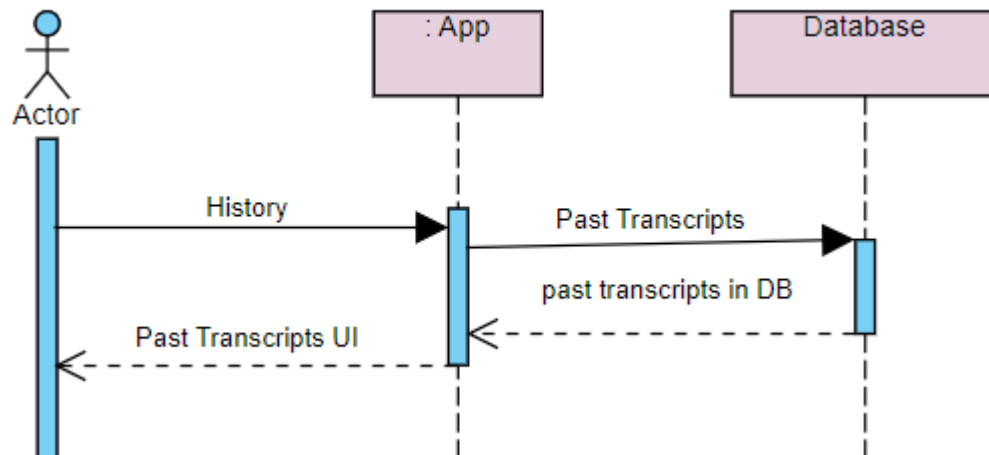 : App
Database
Actor
History
Past Transcripts
past transcripts in DB
Past Transcripts UI